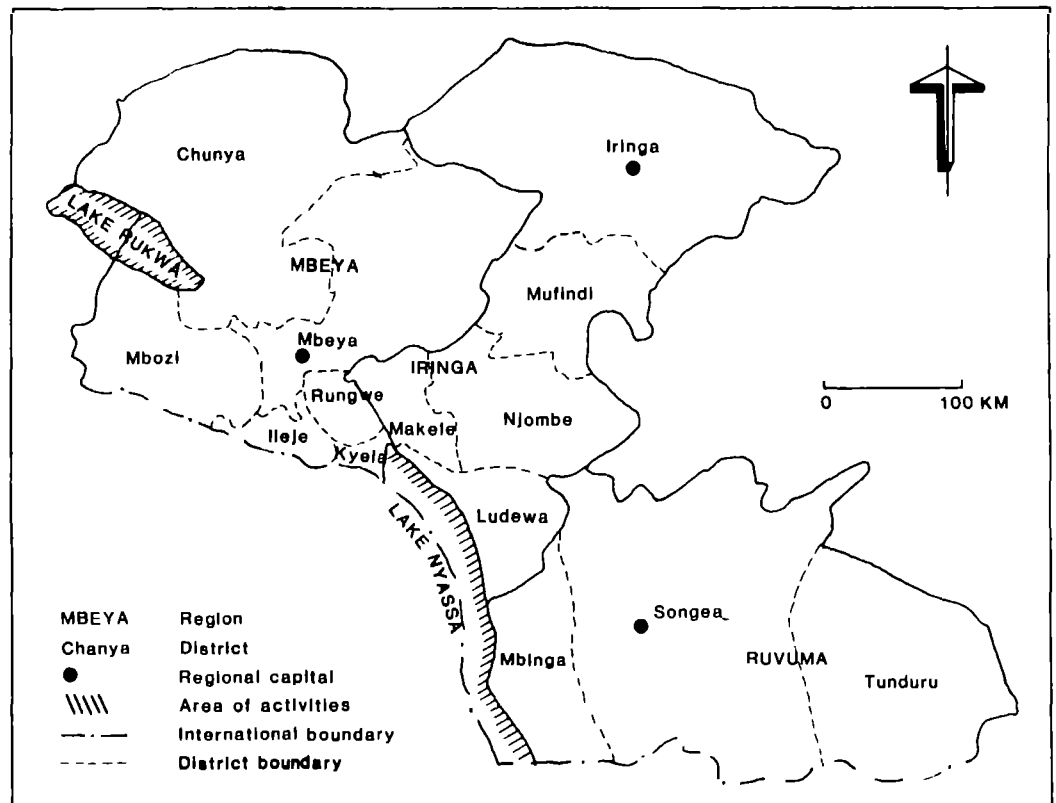 Chunya
Iringa
LAKE RUKWA
MBEYA
Mufindi
Mbeya
Mbozi
IRINGA
Rungwe
0 100 KM
Njombe
Makele
Ileje
Kyela
Ludewa
LAKE NYASSA
Songea
Mbinga
RUVUMA
Tunduru
MBEYA Region
Chanya District
Regional capital
Area of activities
International boundary
District boundary